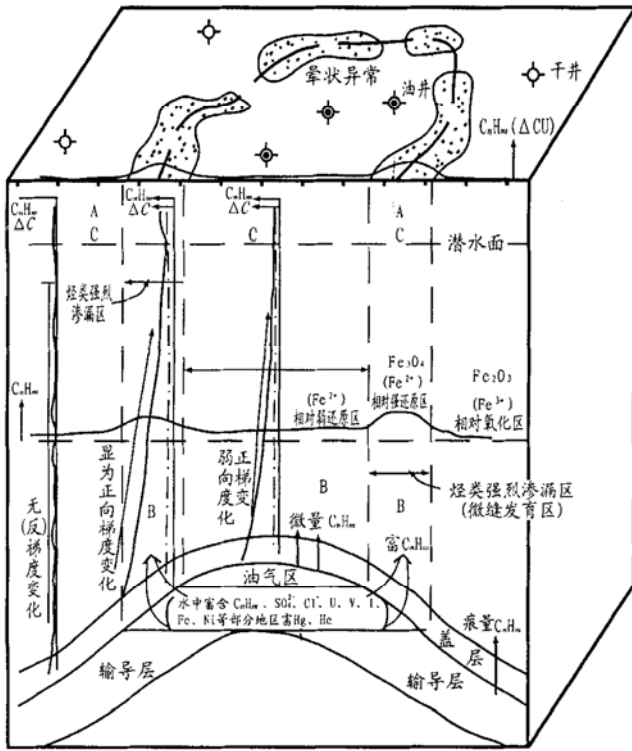 干井
晕状异常
油井
CₙHₘ(ΔCU)
CₙHₘ
ΔC
A
C
CₙHₘ
ΔC
CₙHₘ
ΔC
C
A
C
潜水面
烃类强烈
渗漏区
Fe₃O₄
(Fe²⁺)
相对强还原区
Fe₂O₃
(Fe³⁺)
相对氧化区
(Fe²⁺)
相对弱还原区
CₙHₘ
无(反)梯度变化
显为正向梯度变化
弱正向梯度变化
B
B
B
烃类强烈渗漏区
(微缝发育区)
微量CₙHₘ
富CₙHₘ
油气区
水中富含CₙHₘ、SO₄²⁻、Cl⁻、U、V、I、
Fe、Ni等部分地区富Hg、He
盖层
痕量CₙHₘ
输导层
输导层